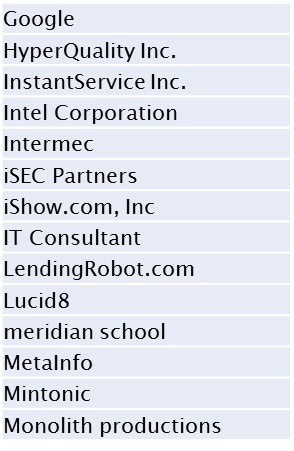 Google
HyperQuality Inc.
InstantService Inc.
Intel Corporation
Intermec
iSEC Partners
iShow.com, Inc
IT Consultant
LendingRobot.com
Lucid8
meridian school
MetaInfo
Mintonic
Monolith productions